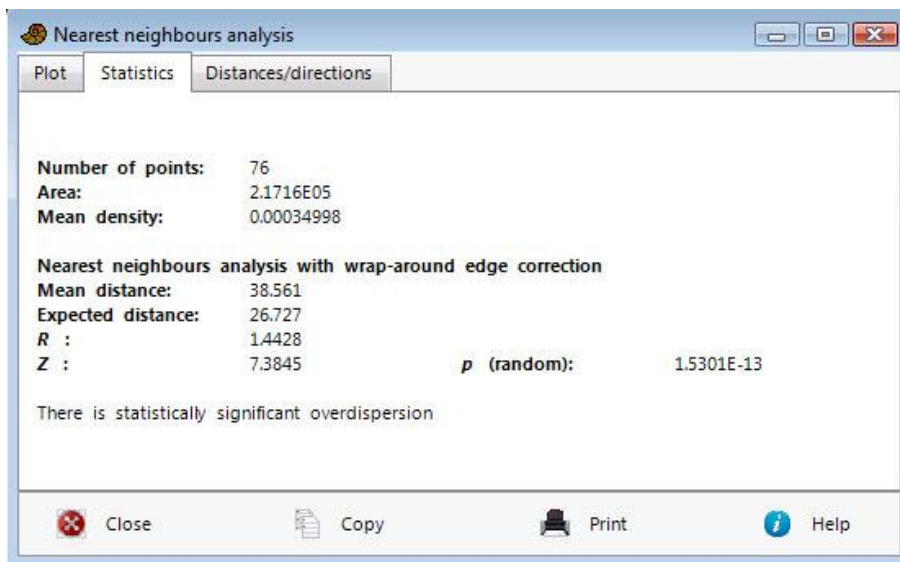 Nearest neighbours analysis
Plot Statistics Distances/directions
Number of points: 76
Area: 2.1716E05
Mean density: 0.00034998
Nearest neighbours analysis with wrap-around edge correction
Mean distance: 38.561
Expected distance: 26.727
R : 1.4428
Z : 7.3845 p (random): 1.5301E-13
There is statistically significant overdispersion
Close Copy Print Help